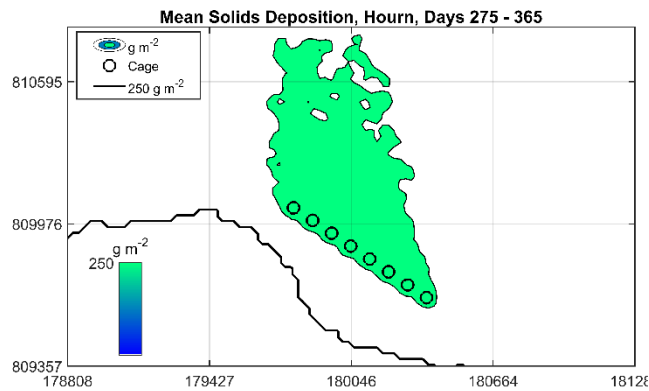 Mean Solids Deposition, Hourn, Days 275 - 365
g m⁻²
Cage
250 g m⁻²
810595
809976
809357
g m⁻²
250
178808 179427 180046 180664 18128